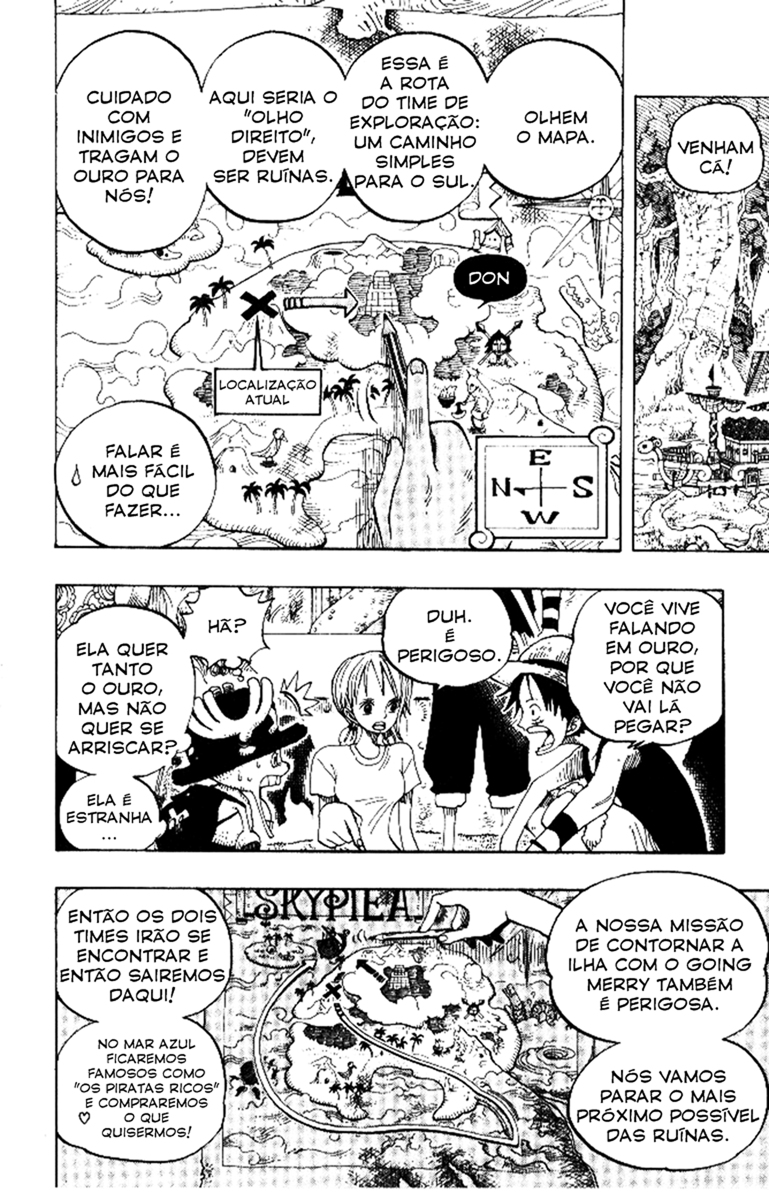 VENHAM
CÁ!
OLHEM
O MAPA.
ESSA É
A ROTA
DO TIME DE
EXPLORAÇÃO:
UM CAMINHO
SIMPLES
PARA O SUL.
AQUI SERIA O
"OLHO
DIREITO",
DEVEM
SER RUÍNAS.
CUIDADO
COM
INIMIGOS E
TRAGAM O
OURO PARA
NÓS!
DON
LOCALIZAÇÃO
ATUAL
FALAR É
MAIS FÁCIL
DO QUE
FAZER...
E
N S
W
VOCÊ VIVE
FALANDO
EM OURO,
POR QUE
VOCÊ NÃO
VAI LÁ
PEGAR?
DUH.
É
PERIGOSO.
HÃ?
ELA QUER
TANTO
O OURO,
MAS NÃO
QUER SE
ARRISCAR?
ELA É
ESTRANHA
...
SKYPIEA
A NOSSA MISSÃO
DE CONTORNAR A
ILHA COM O GOING
MERRY TAMBÉM
É PERIGOSA.
NÓS VAMOS
PARAR O MAIS
PRÓXIMO POSSÍVEL
DAS RUÍNAS.
ENTÃO OS DOIS
TIMES IRÃO SE
ENCONTRAR E
ENTÃO SAIREMOS
DAQUI!
NO MAR AZUL
FICAREMOS
FAMOSOS COMO
"OS PIRATAS RICOS"
E COMPRAREMOS
♡ O QUE
QUISERMOS!